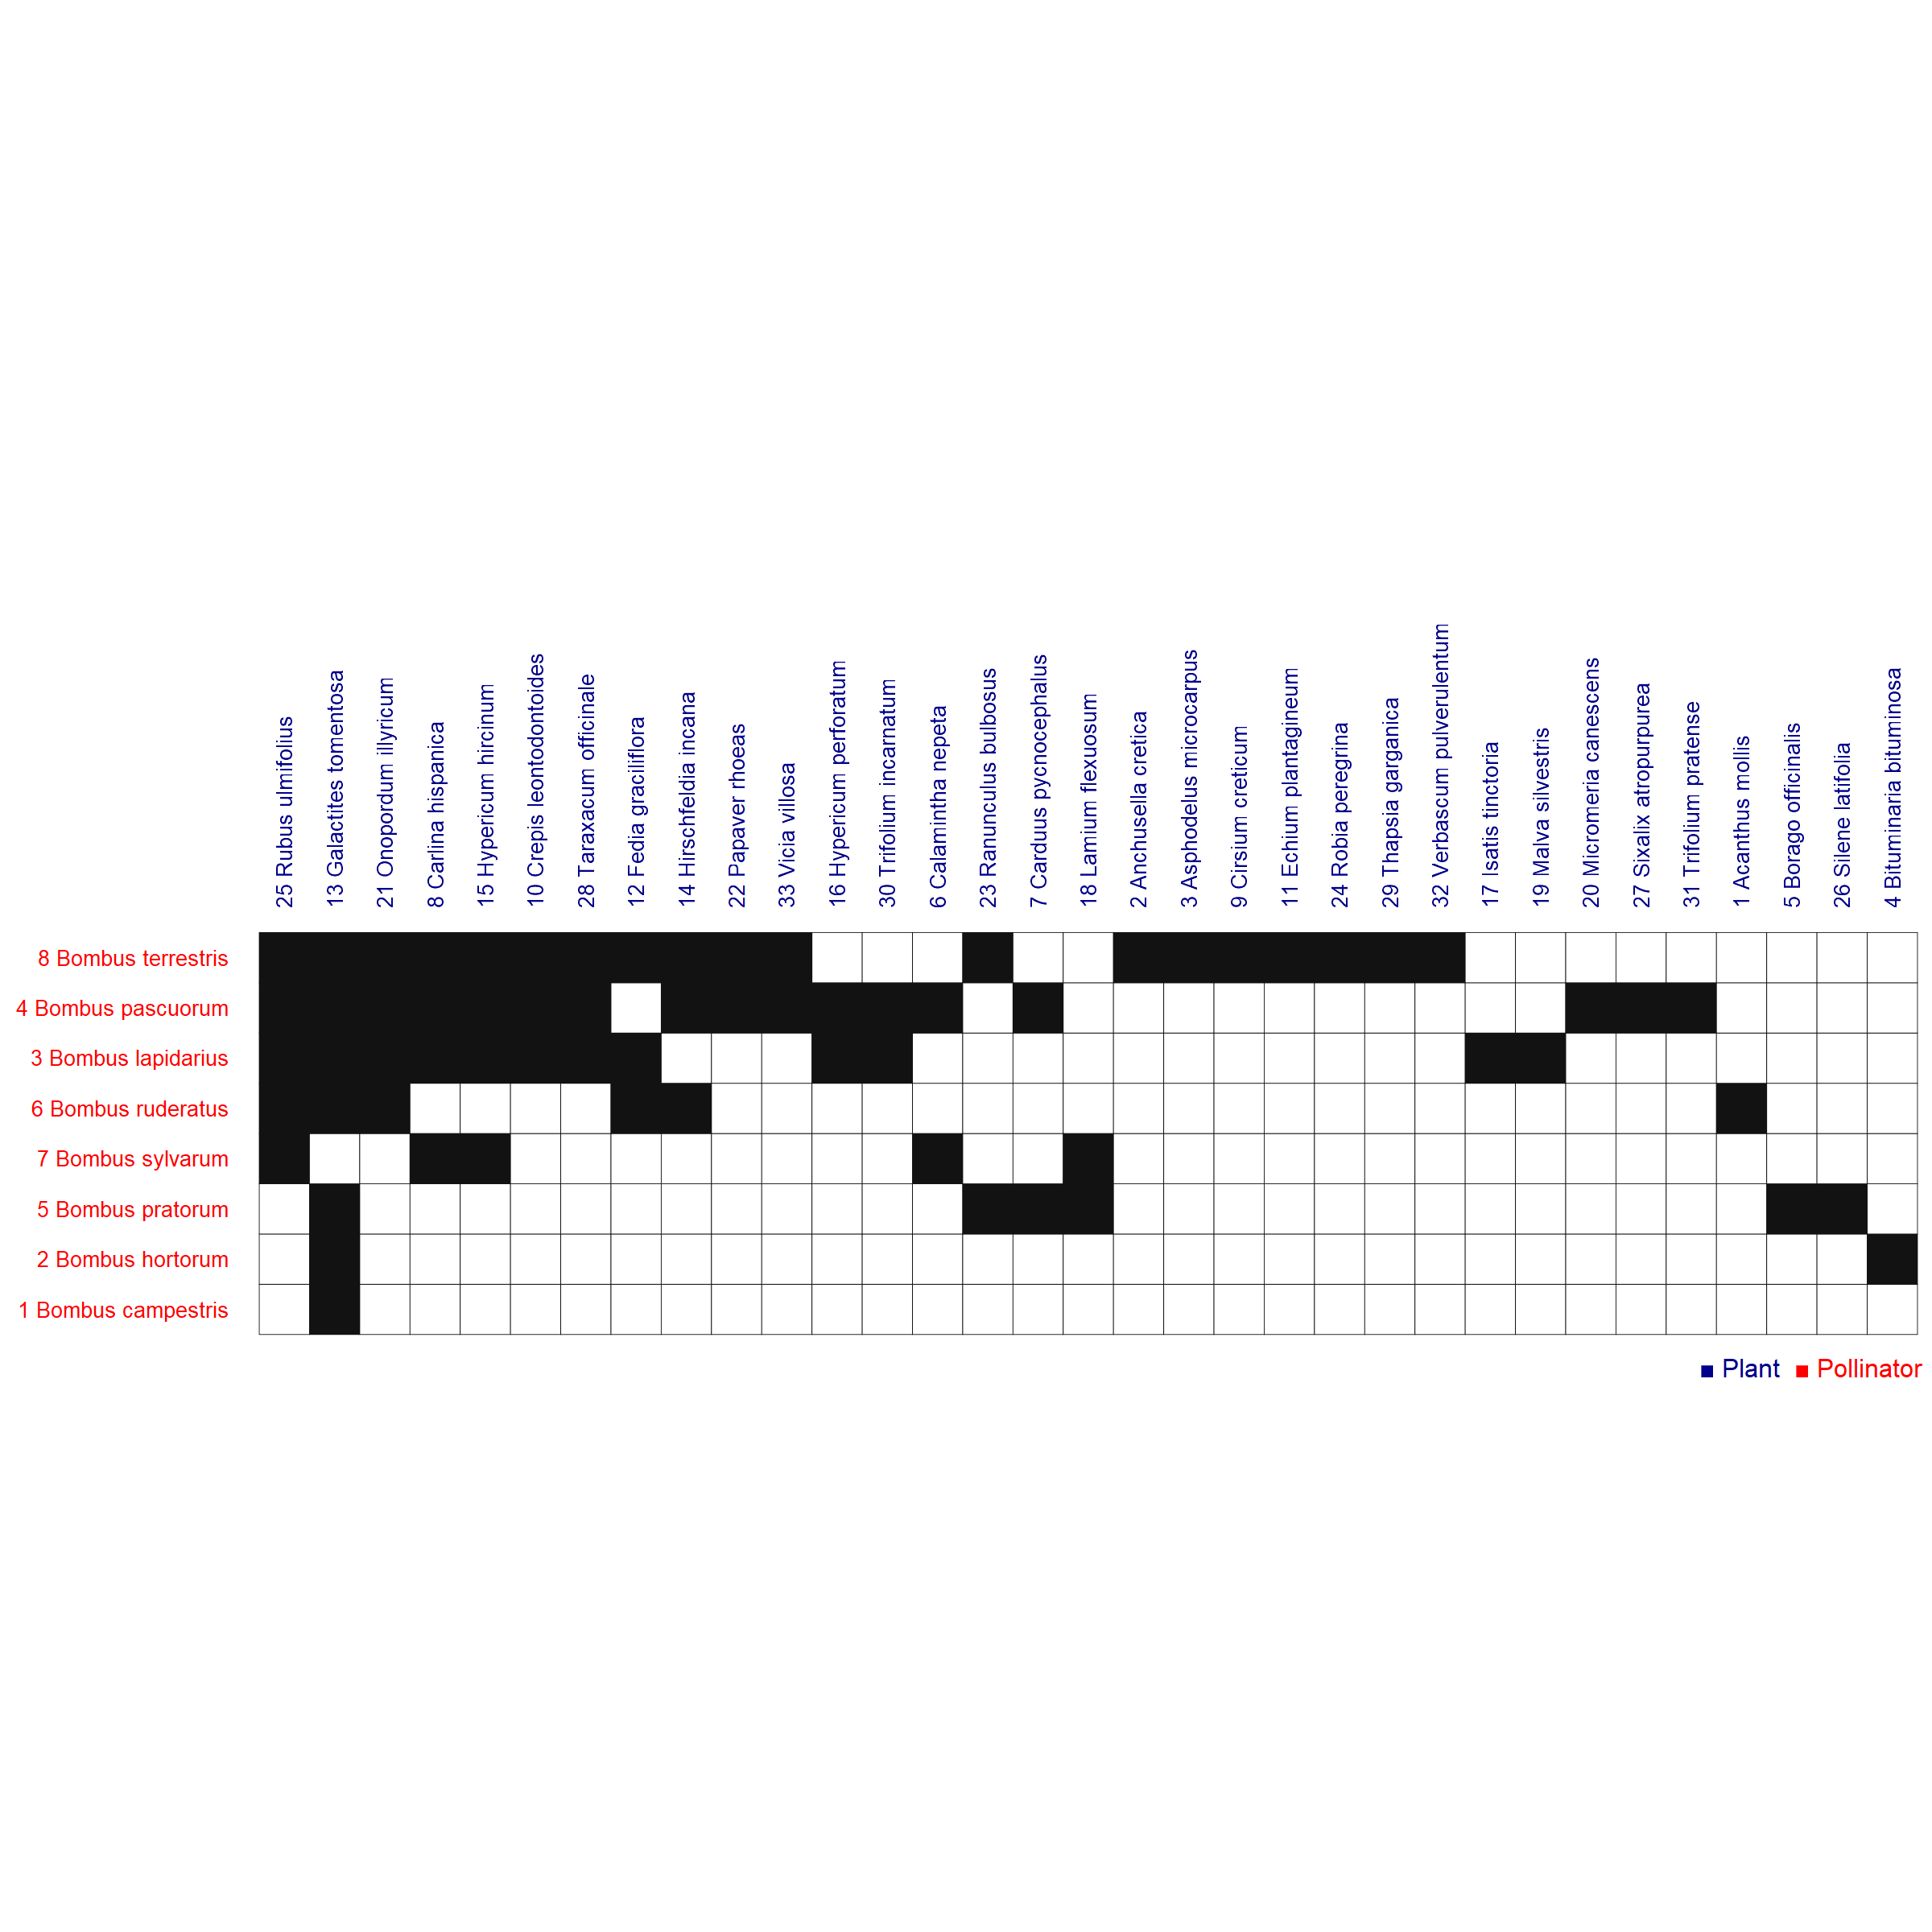 25 Rubus ulmifolius
13 Galactites tomentosa
21 Onopordum illyricum
8 Carlina hispanica
15 Hypericum hircinum
10 Crepis leontodontoides
28 Taraxacum officinale
12 Fedia graciliflora
14 Hirschfeldia incana
22 Papaver rhoeas
33 Vicia villosa
16 Hypericum perforatum
30 Trifolium incarnatum
6 Calamintha nepeta
23 Ranunculus bulbosus
7 Carduus pycnocephalus
18 Lamium flexuosum
2 Anchusella cretica
3 Asphodelus microcarpus
9 Cirsium creticum
11 Echium plantagineum
24 Robia peregrina
29 Thapsia garganica
32 Verbascum pulverulentum
17 Isatis tinctoria
19 Malva silvestris
20 Micromeria canescens
27 Sixalix atropurpurea
31 Trifolium pratense
1 Acanthus mollis
5 Borago officinalis
26 Silene latifolia
4 Bituminaria bituminosa
8 Bombus terrestris
4 Bombus pascuorum
3 Bombus lapidarius
6 Bombus ruderatus
7 Bombus sylvarum
5 Bombus pratorum
2 Bombus hortorum
1 Bombus campestris
Plant Pollinator